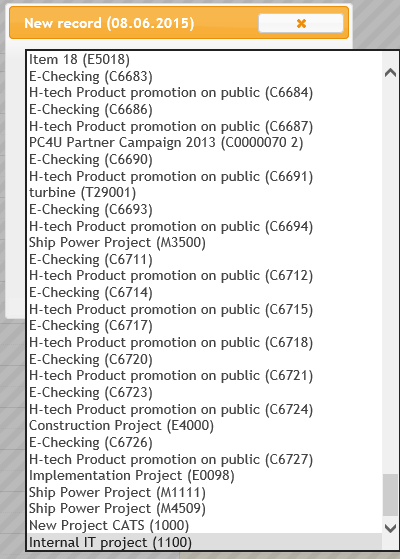 New record (08.06.2015)
Item 18 (E5018)
E-Checking (C6683)
H-tech Product promotion on public (C6684)
E-Checking (C6686)
H-tech Product promotion on public (C6687)
PC4U Partner Campaign 2013 (C0000070 2)
E-Checking (C6690)
H-tech Product promotion on public (C6691)
turbine (T29001)
E-Checking (C6693)
H-tech Product promotion on public (C6694)
Ship Power Project (M3500)
E-Checking (C6711)
H-tech Product promotion on public (C6712)
E-Checking (C6714)
H-tech Product promotion on public (C6715)
E-Checking (C6717)
H-tech Product promotion on public (C6718)
E-Checking (C6720)
H-tech Product promotion on public (C6721)
E-Checking (C6723)
H-tech Product promotion on public (C6724)
Construction Project (E4000)
E-Checking (C6726)
H-tech Product promotion on public (C6727)
Implementation Project (E0098)
Ship Power Project (M1111)
Ship Power Project (M4509)
New Project CATS (1000)
Internal IT project (1100)